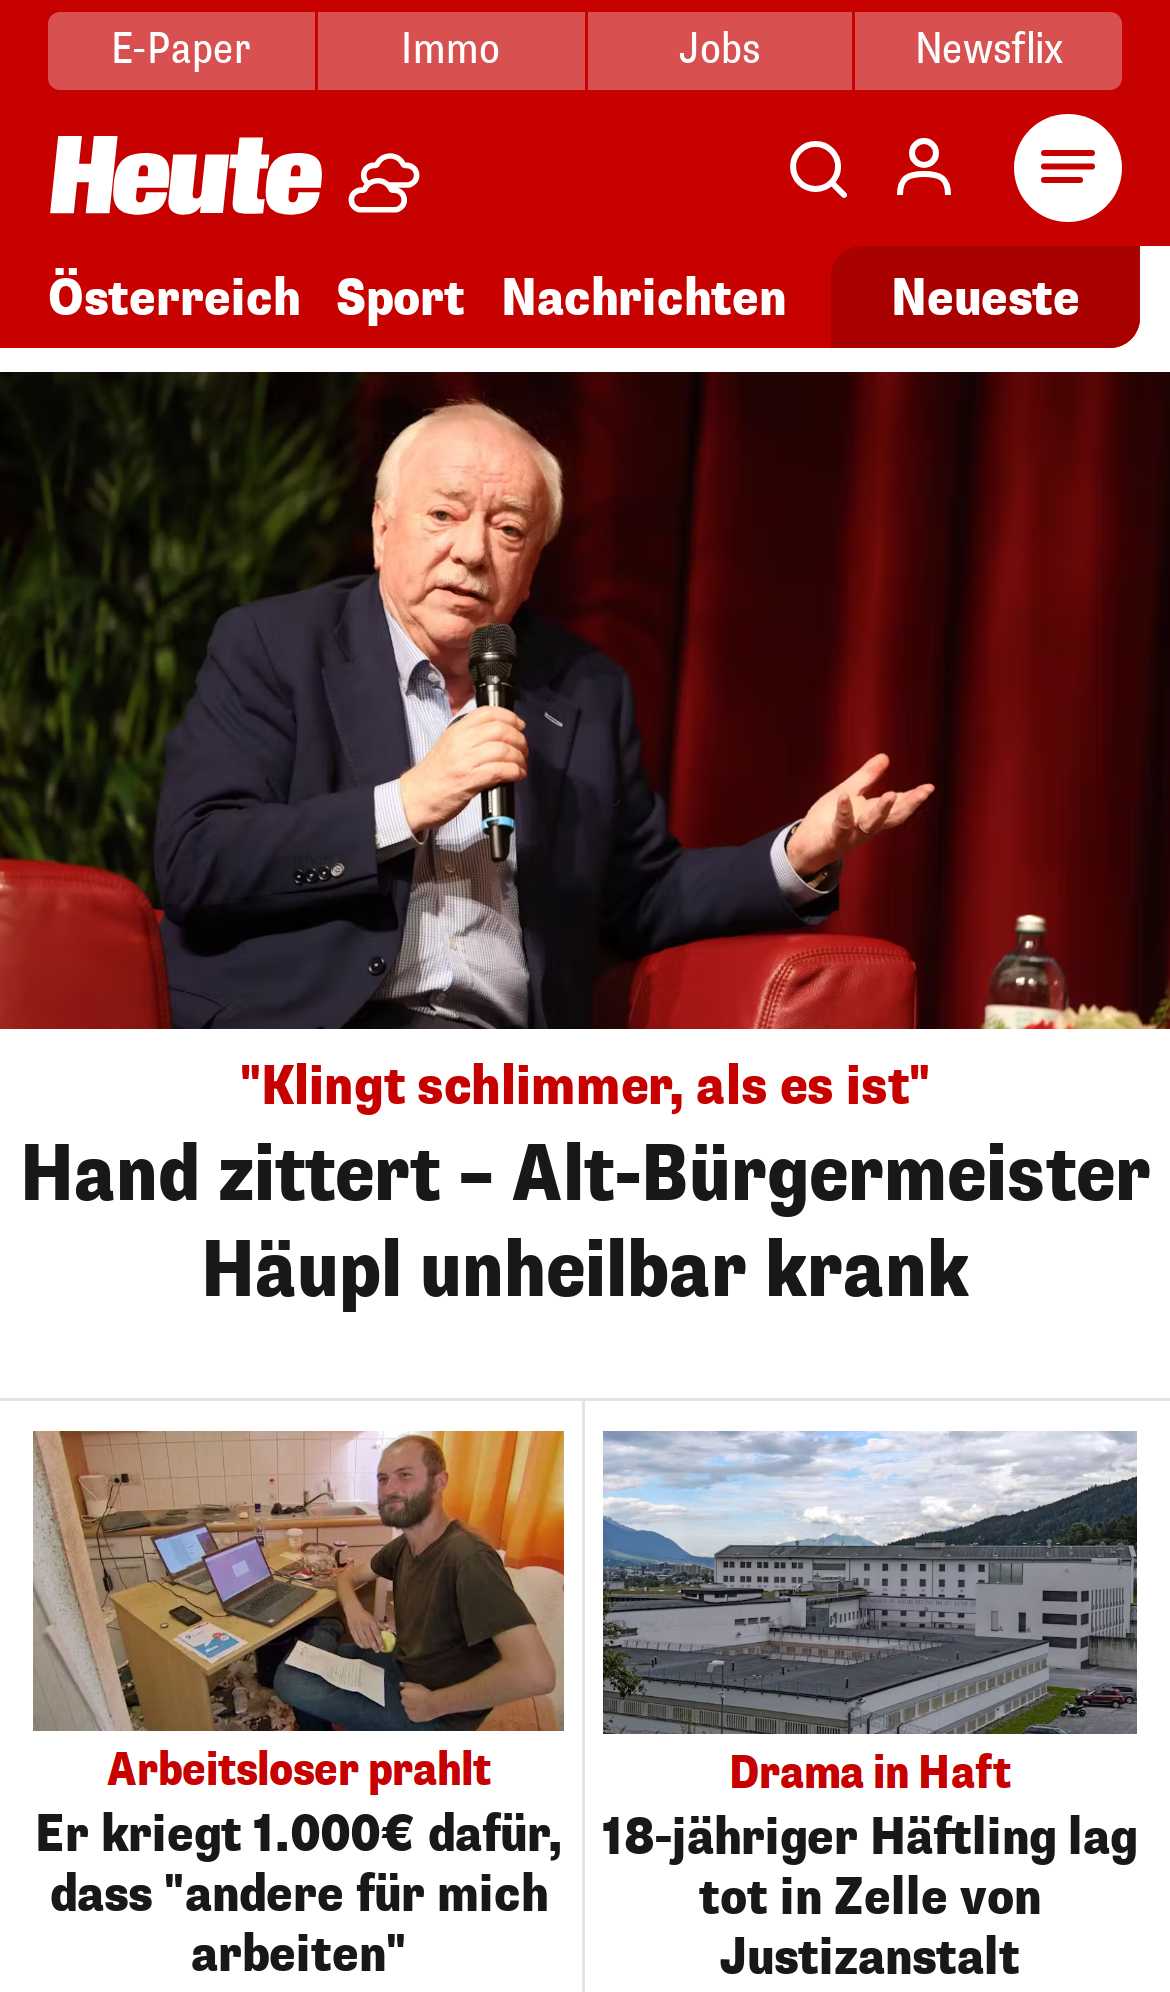 E-Paper
Immo
Jobs
Newsflix
Heute
Österreich
Sport
Nachrichten
Neueste
"Klingt schlimmer, als es ist"
Hand zittert – Alt-Bürgermeister
Häupl unheilbar krank
Arbeitsloser prahlt
Er kriegt 1.000€ dafür,
dass "andere für mich
arbeiten"
Drama in Haft
18-jähriger Häftling lag
tot in Zelle von
Justizanstalt